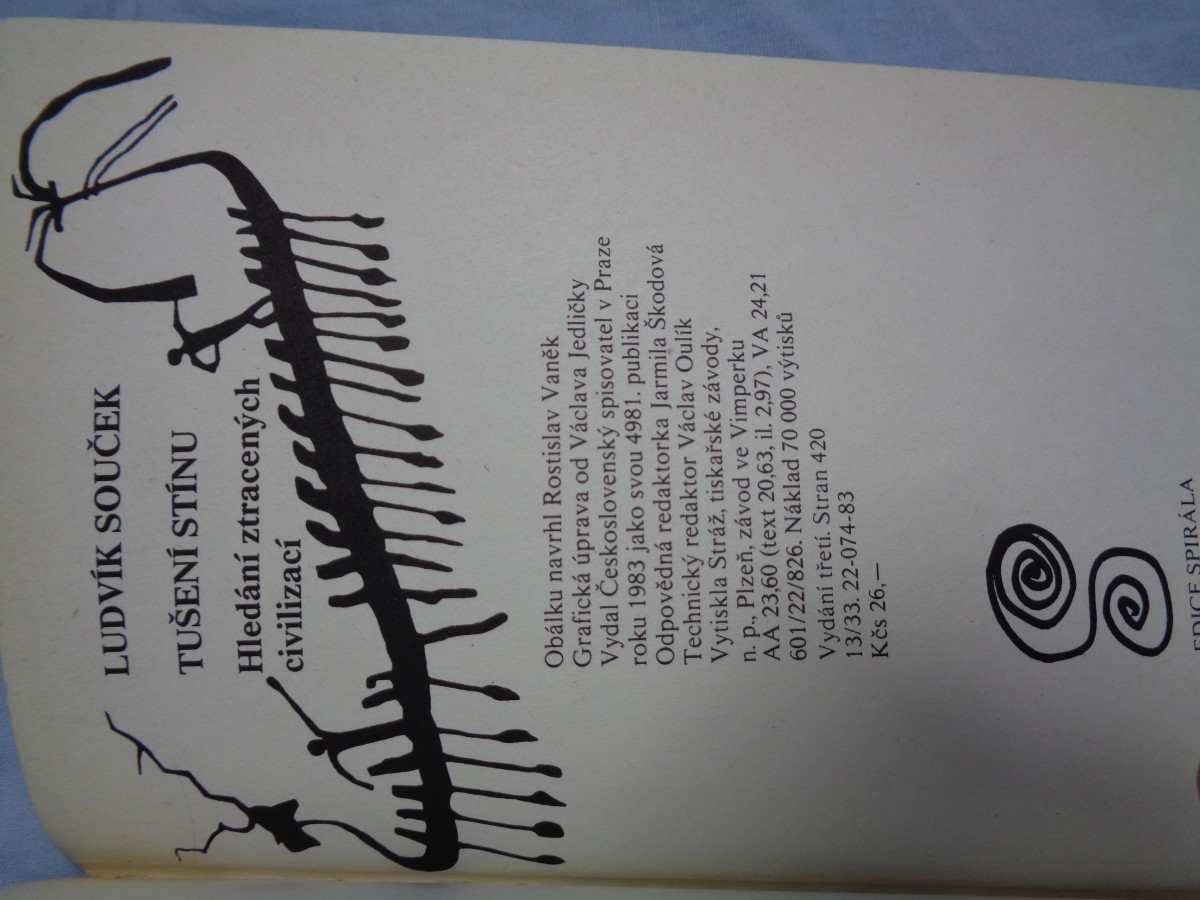 LUDVÍK SOUČEK
TUŠENÍ STÍNU
Hledání ztracených
civilizací
Obálku navrhl Rostislav Vaněk
Grafická úprava od Václava Jedličky
Vydal Československý spisovatel v Praze
roku 1983 jako svou 4981. publikaci
Odpovědná redaktorka Jarmila Škodová
Technický redaktor Václav Oulík
Vytiskla Stráž, tiskařské závody,
n. p., Plzeň, závod ve Vimperku
AA 23,60 (text 20,63, il. 2,97), VA 24,21
601/22/826. Náklad 70 000 výtisků
Vydání třetí. Stran 420
13/33. 22-074-83
Kčs 26,—
EDICE SPIRÁLA